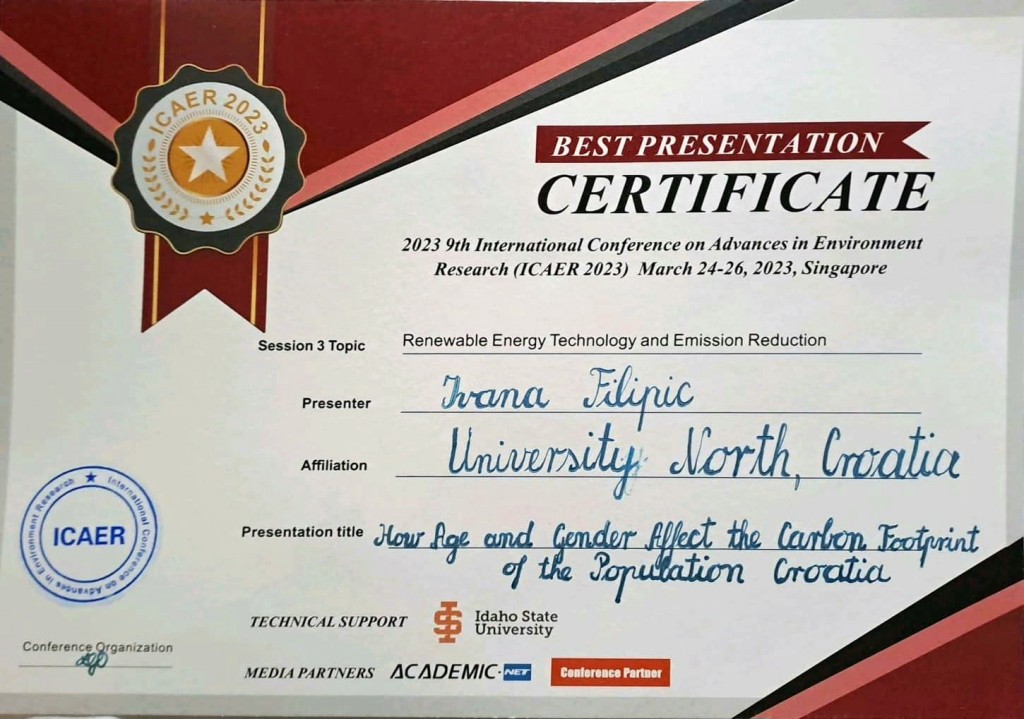 ICAER 2023
BEST PRESENTATION
CERTIFICATE
2023 9th International Conference on Advances in Environment
Research (ICAER 2023) March 24-26, 2023, Singapore
Session 3 Topic Renewable Energy Technology and Emission Reduction
Presenter Ivana Filipic
Affiliation University North, Croatia
Presentation title How Age and Gender Affect the Carbon Footprint
of the Population Croatia
International Conference on Advances in Environment Research
ICAER
TECHNICAL SUPPORT Idaho State
University
Conference Organization
MEDIA PARTNERS ACADEMIC.NET Conference Partner